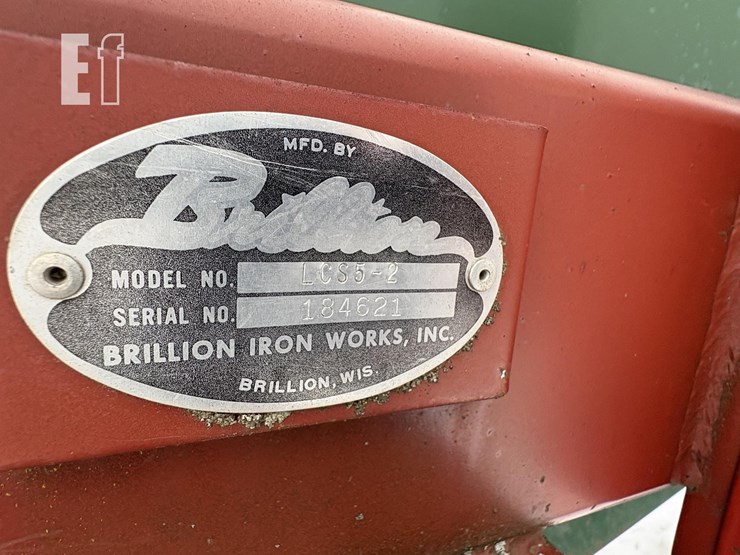 Ef
MFD. BY
Brillion
MODEL NO. LCS5-2
SERIAL NO. 184621
BRILLION IRON WORKS, INC.
BRILLION, WIS.